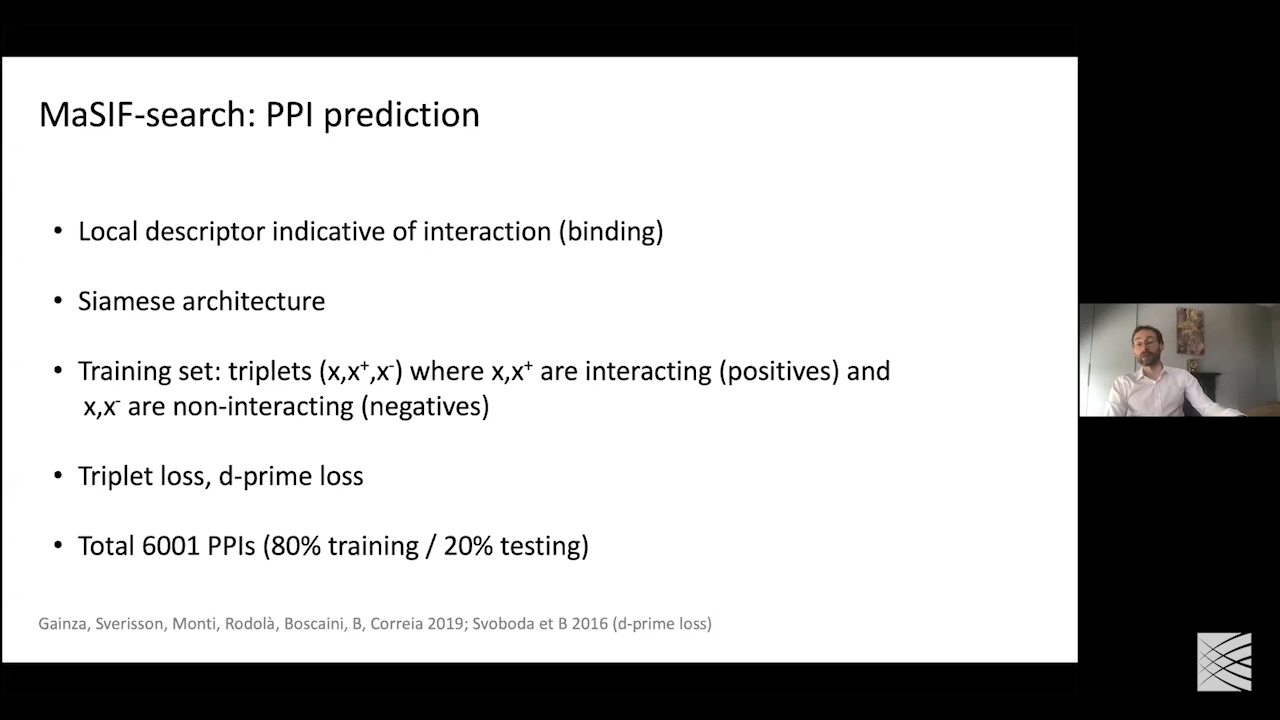 MaSIF-search: PPI prediction
• Local descriptor indicative of interaction (binding)
• Siamese architecture
• Training set: triplets (x,x⁺,x⁻) where x,x⁺ are interacting (positives) and
x,x⁻ are non-interacting (negatives)
• Triplet loss, d-prime loss
• Total 6001 PPIs (80% training / 20% testing)
Gainza, Sverisson, Monti, Rodolà, Boscaini, B, Correia 2019; Svoboda et B 2016 (d-prime loss)